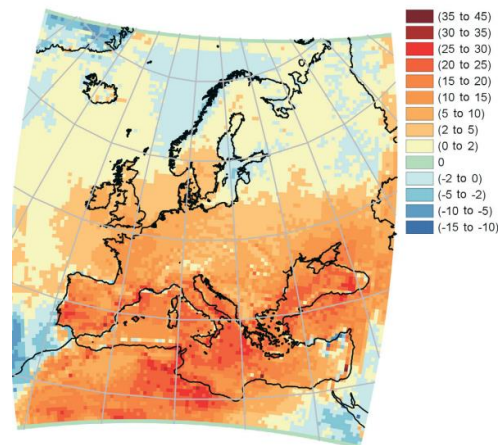 (35 to 45)
(30 to 35)
(25 to 30)
(20 to 25)
(15 to 20)
(10 to 15)
(5 to 10)
(2 to 5)
(0 to 2)
0
(-2 to 0)
(-5 to -2)
(-10 to -5)
(-15 to -10)